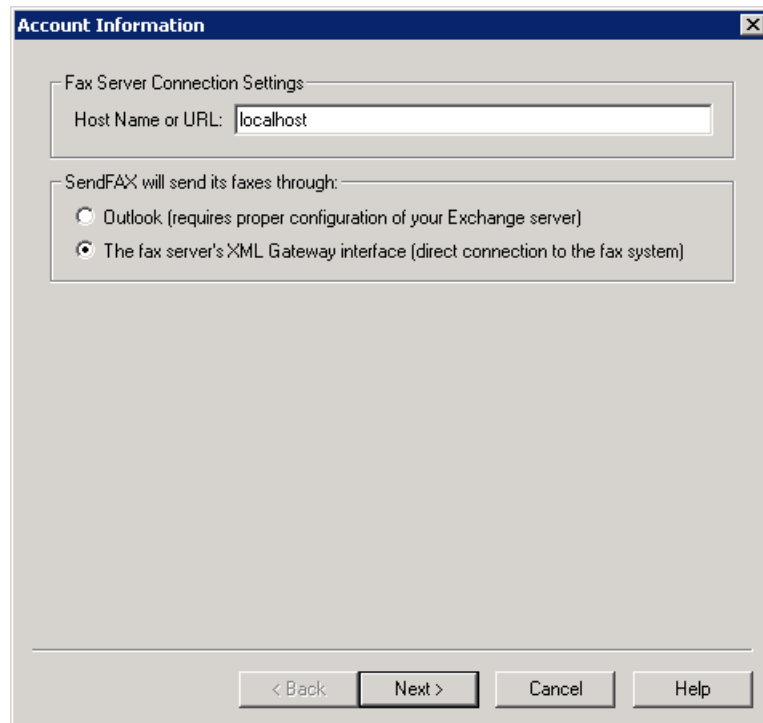 Account Information
Fax Server Connection Settings
Host Name or URL: localhost
SendFAX will send its faxes through:
Outlook (requires proper configuration of your Exchange server)
The fax server's XML Gateway interface (direct connection to the fax system)
< Back Next > Cancel Help